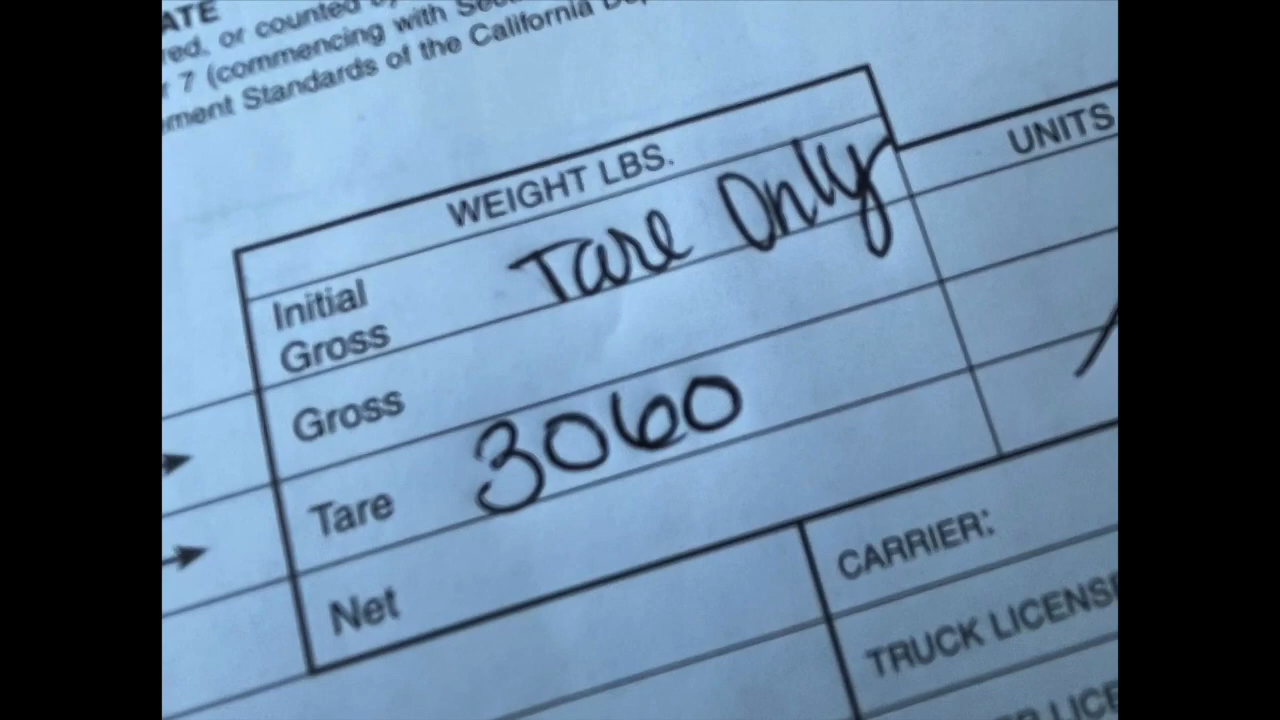 ATE
red, or counted by
7 (commencing with
ment Standards of the California
WEIGHT LBS.
UNITS
Initial
Gross
Tare Only
Gross
Tare 3060
Net
CARRIER:
TRUCK LICENSE